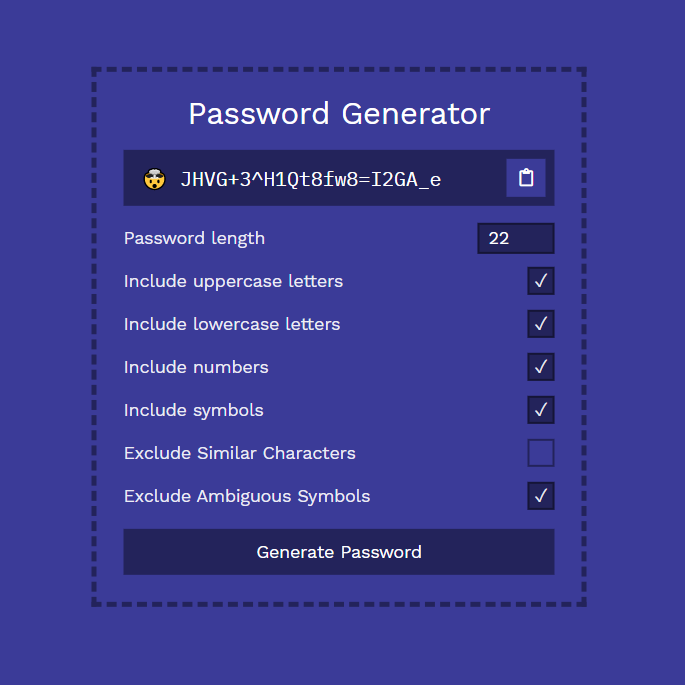 Password Generator
🤯 JHVG+3^H1Qt8fw8=I2GA_e
Password length 22
Include uppercase letters ✓
Include lowercase letters ✓
Include numbers ✓
Include symbols ✓
Exclude Similar Characters
Exclude Ambiguous Symbols ✓
Generate Password